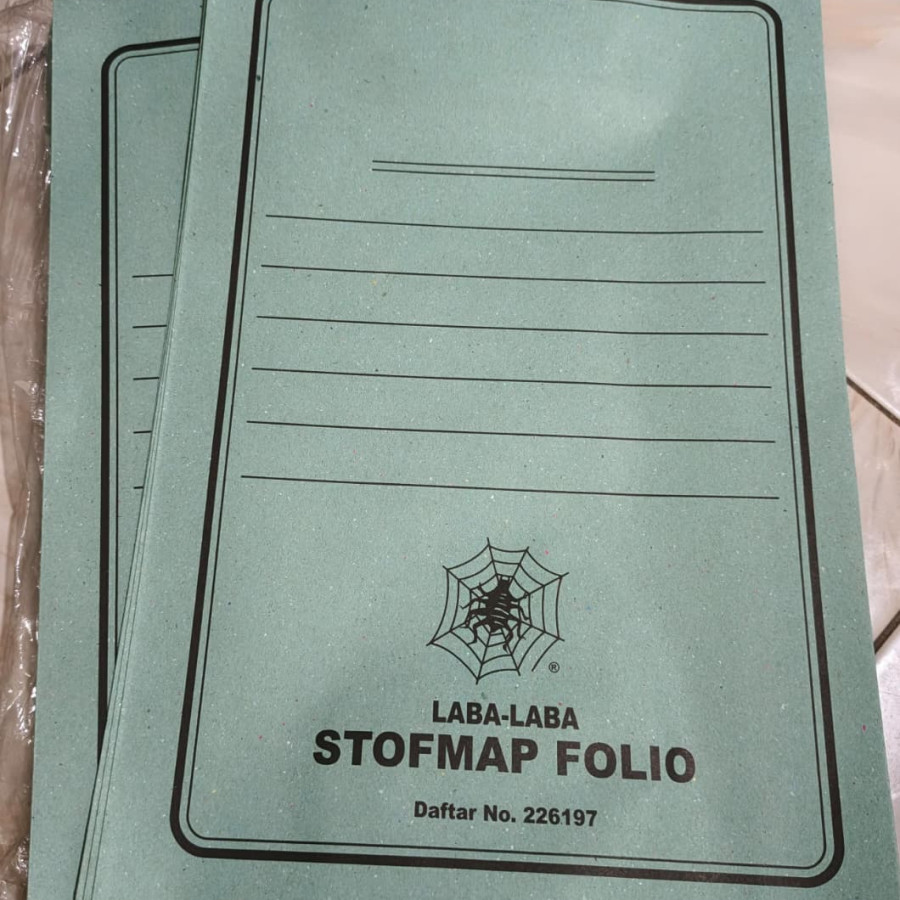 ®
LABA-LABA
STOFMAP FOLIO
Daftar No. 226197